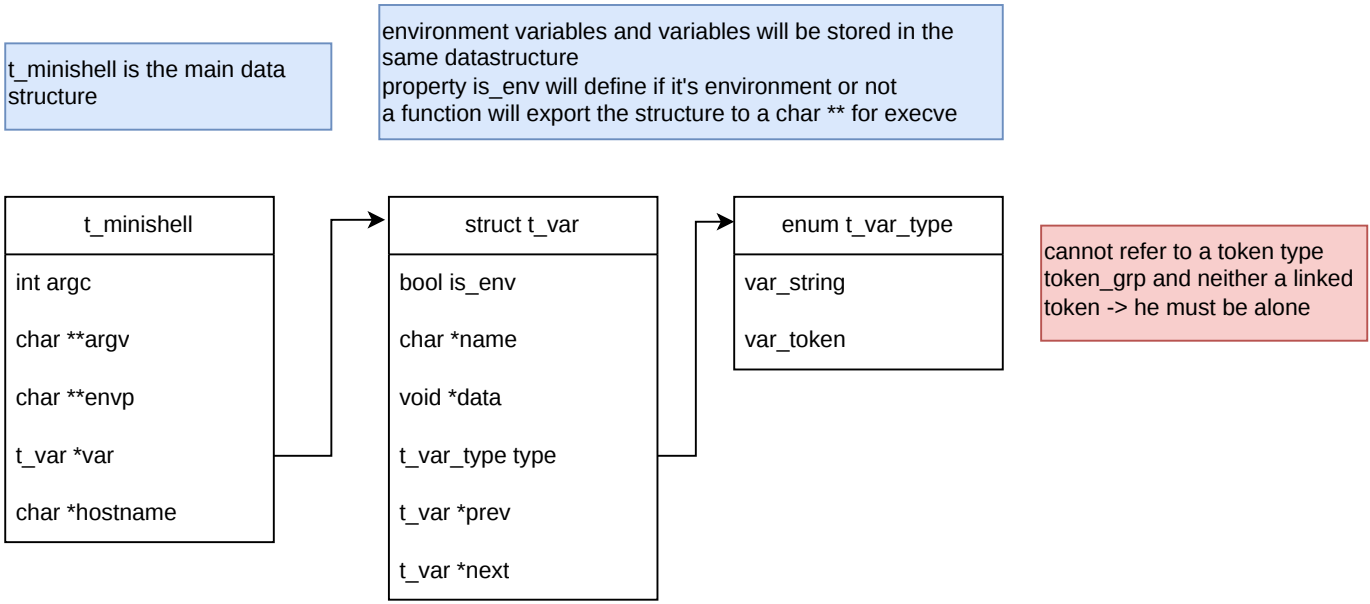 t_minishell is the main data
structure
environment variables and variables will be stored in the
same datastructure
property is_env will define if it's environment or not
a function will export the structure to a char ** for execve
t_minishell
int argc
char **argv
char **envp
t_var *var
char *hostname
struct t_var
bool is_env
char *name
void *data
t_var_type type
t_var *prev
t_var *next
enum t_var_type
var_string
var_token
cannot refer to a token type
token_grp and neither a linked
token -> he must be alone